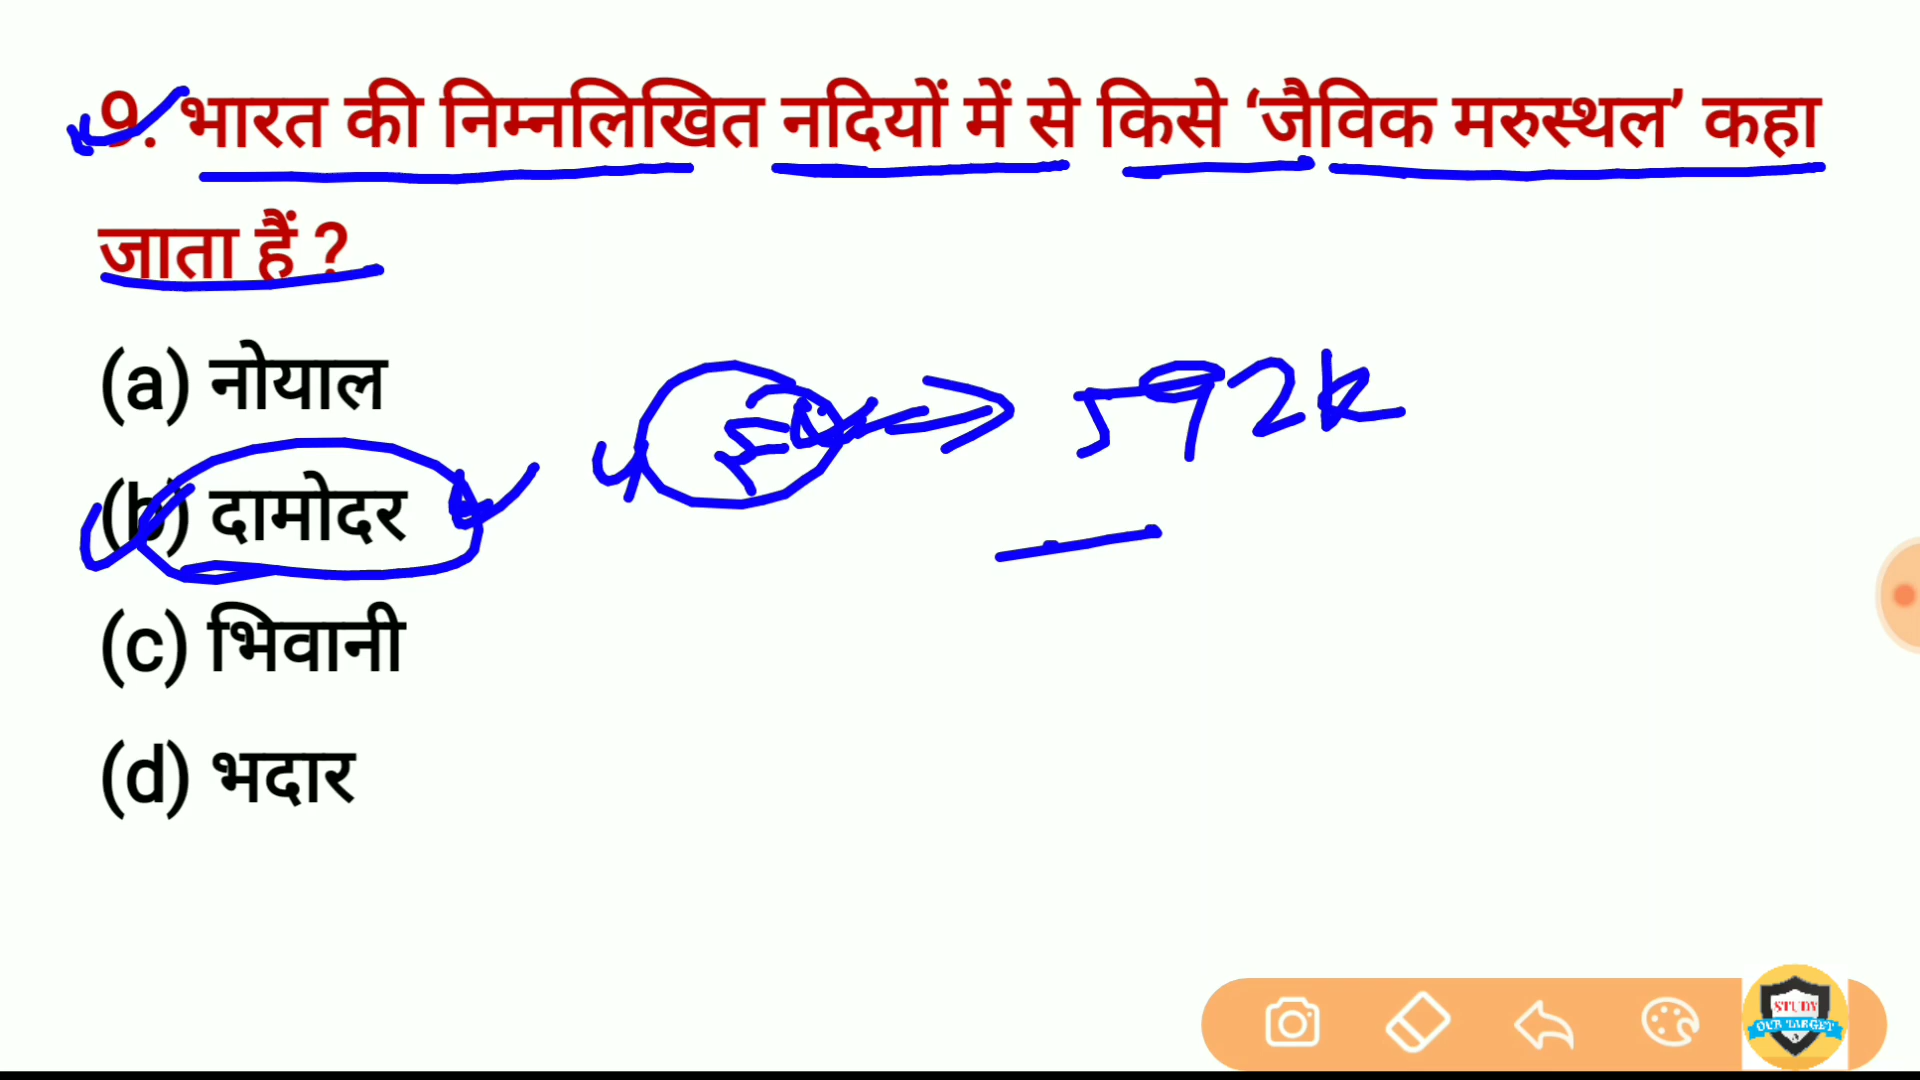 9. भारत की निम्नलिखित नदियों में से किसे ‘जैविक मरुस्थल’ कहा
जाता हैं ?
(a) नोयाल
592k
(b) दामोदर
(c) भिवानी
(d) भदार
STUDY
OUR TARGET